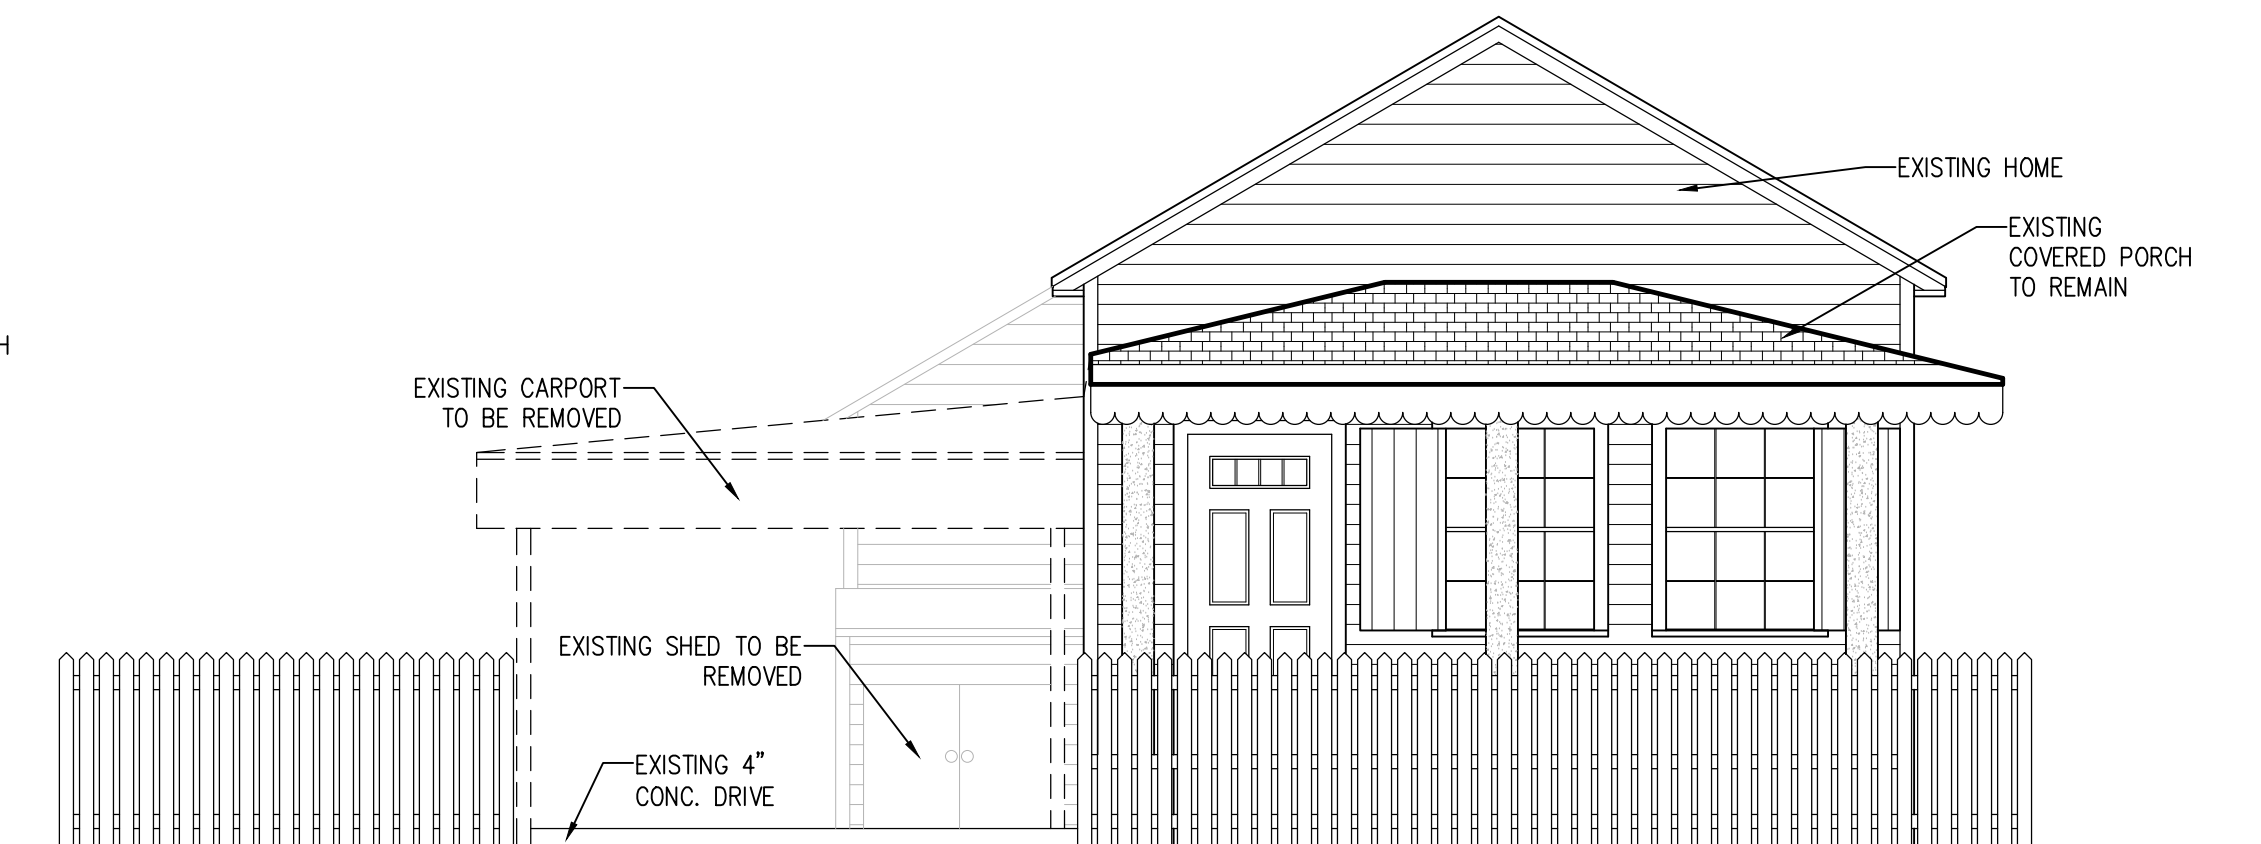 EXISTING HOME
EXISTING
COVERED PORCH
TO REMAIN
H
EXISTING CARPORT
TO BE REMOVED
EXISTING SHED TO BE
REMOVED
EXISTING 4"
CONC. DRIVE